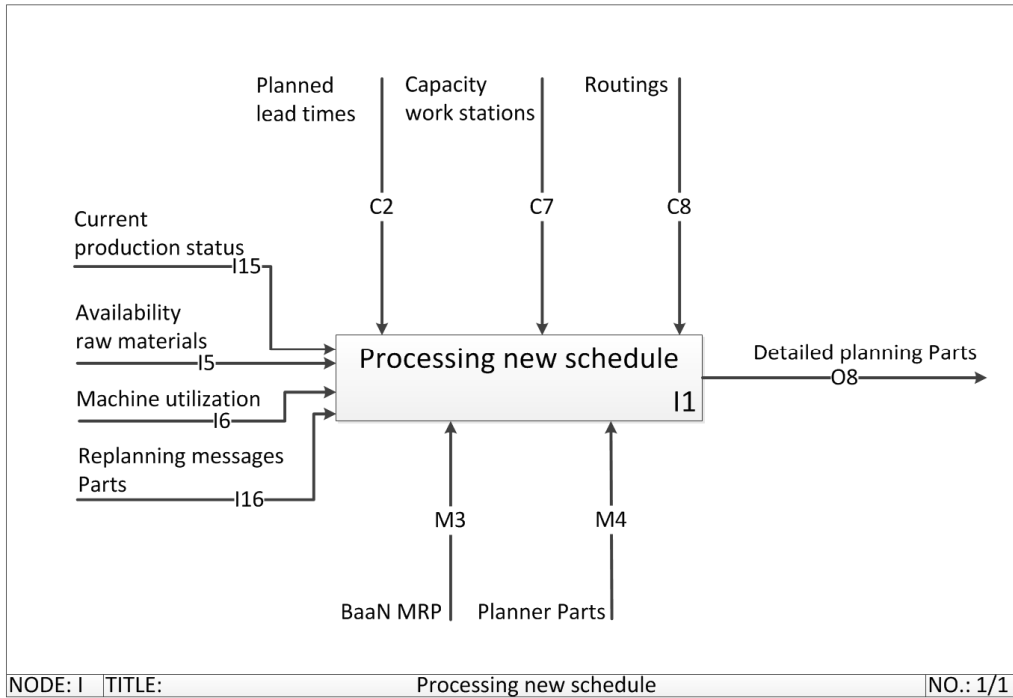 Planned
lead times
Capacity
work stations
Routings
C2
C7
C8
Current
production status
I15
Availability
raw materials
I5
Machine utilization
I6
Replanning messages
Parts
I16
Processing new schedule
I1
Detailed planning Parts
O8
M3
M4
BaaN MRP
Planner Parts
NODE: I TITLE: Processing new schedule NO.: 1/1